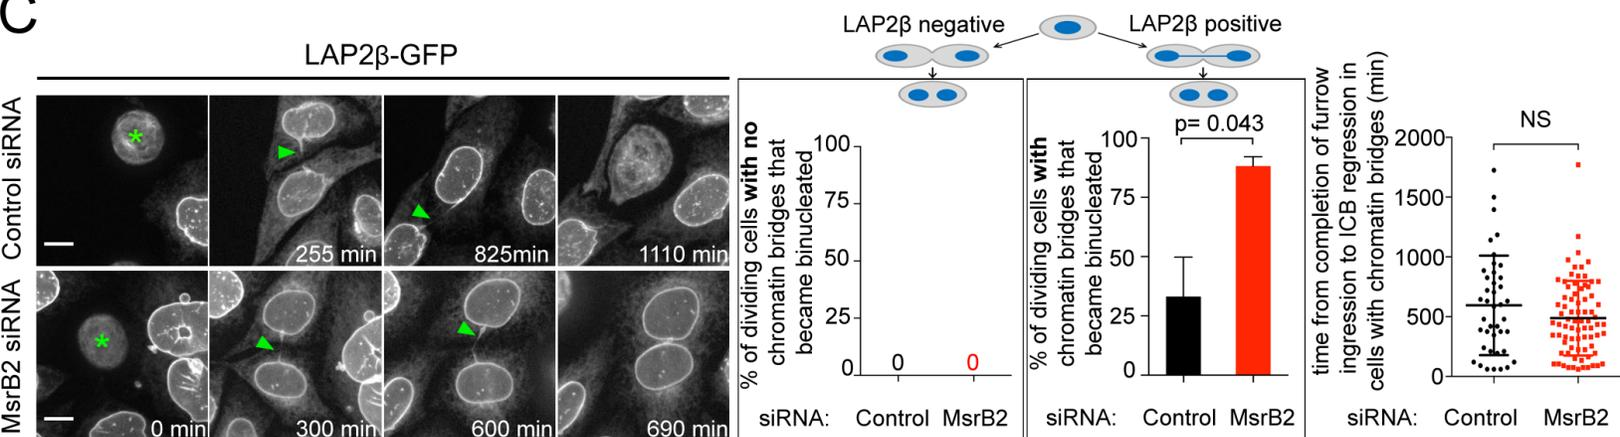 C
LAP2β-GFP
Control siRNA
255 min
825min
1110 min
MsrB2 siRNA
0 min
300 min
600 min
690 min
LAP2β negative
LAP2β positive
% of dividing cells with no
chromatin bridges that
became binucleated
100
75
50
25
0
0
0
siRNA: Control MsrB2
% of dividing cells with
chromatin bridges that
became binucleated
p= 0.043
100
75
50
25
0
siRNA: Control MsrB2
time from completion of furrow
ingression to ICB regression in
cells with chromatin bridges (min)
NS
2000
1500
1000
500
0
siRNA: Control MsrB2